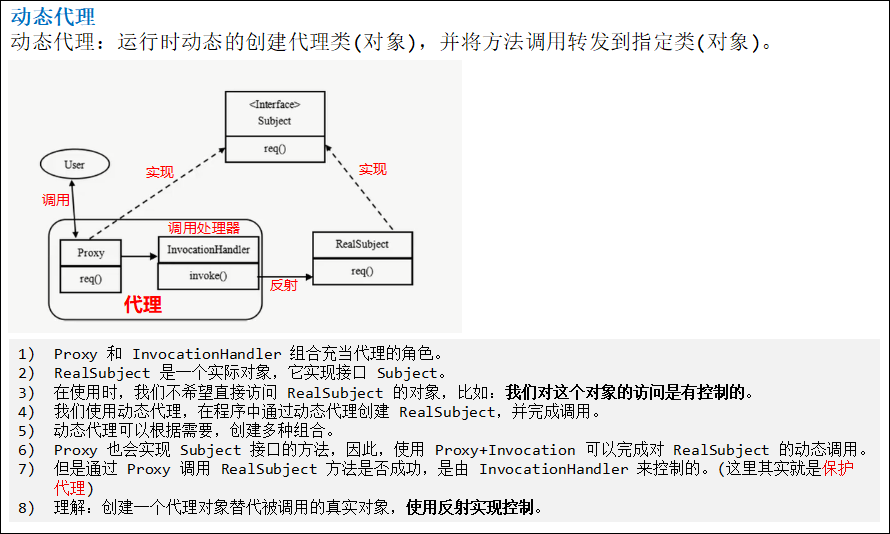 动态代理
动态代理：运行时动态的创建代理类(对象)，并将方法调用转发到指定类(对象)。
<Interface>
Subject
req()
User
实现
实现
调用
调用处理器
Proxy
req()
InvocationHandler
invoke()
RealSubject
req()
反射
代理
1) Proxy 和 InvocationHandler 组合充当代理的角色。
2) RealSubject 是一个实际对象，它实现接口 Subject。
3) 在使用时，我们不希望直接访问 RealSubject 的对象，比如：我们对这个对象的访问是有控制的。
4) 我们使用动态代理，在程序中通过动态代理创建 RealSubject，并完成调用。
5) 动态代理可以根据需要，创建多种组合。
6) Proxy 也会实现 Subject 接口的方法，因此，使用 Proxy+Invocation 可以完成对 RealSubject 的动态调用。
7) 但是通过 Proxy 调用 RealSubject 方法是否成功，是由 InvocationHandler 来控制的。(这里其实就是保护
代理)
8) 理解：创建一个代理对象替代被调用的真实对象，使用反射实现控制。